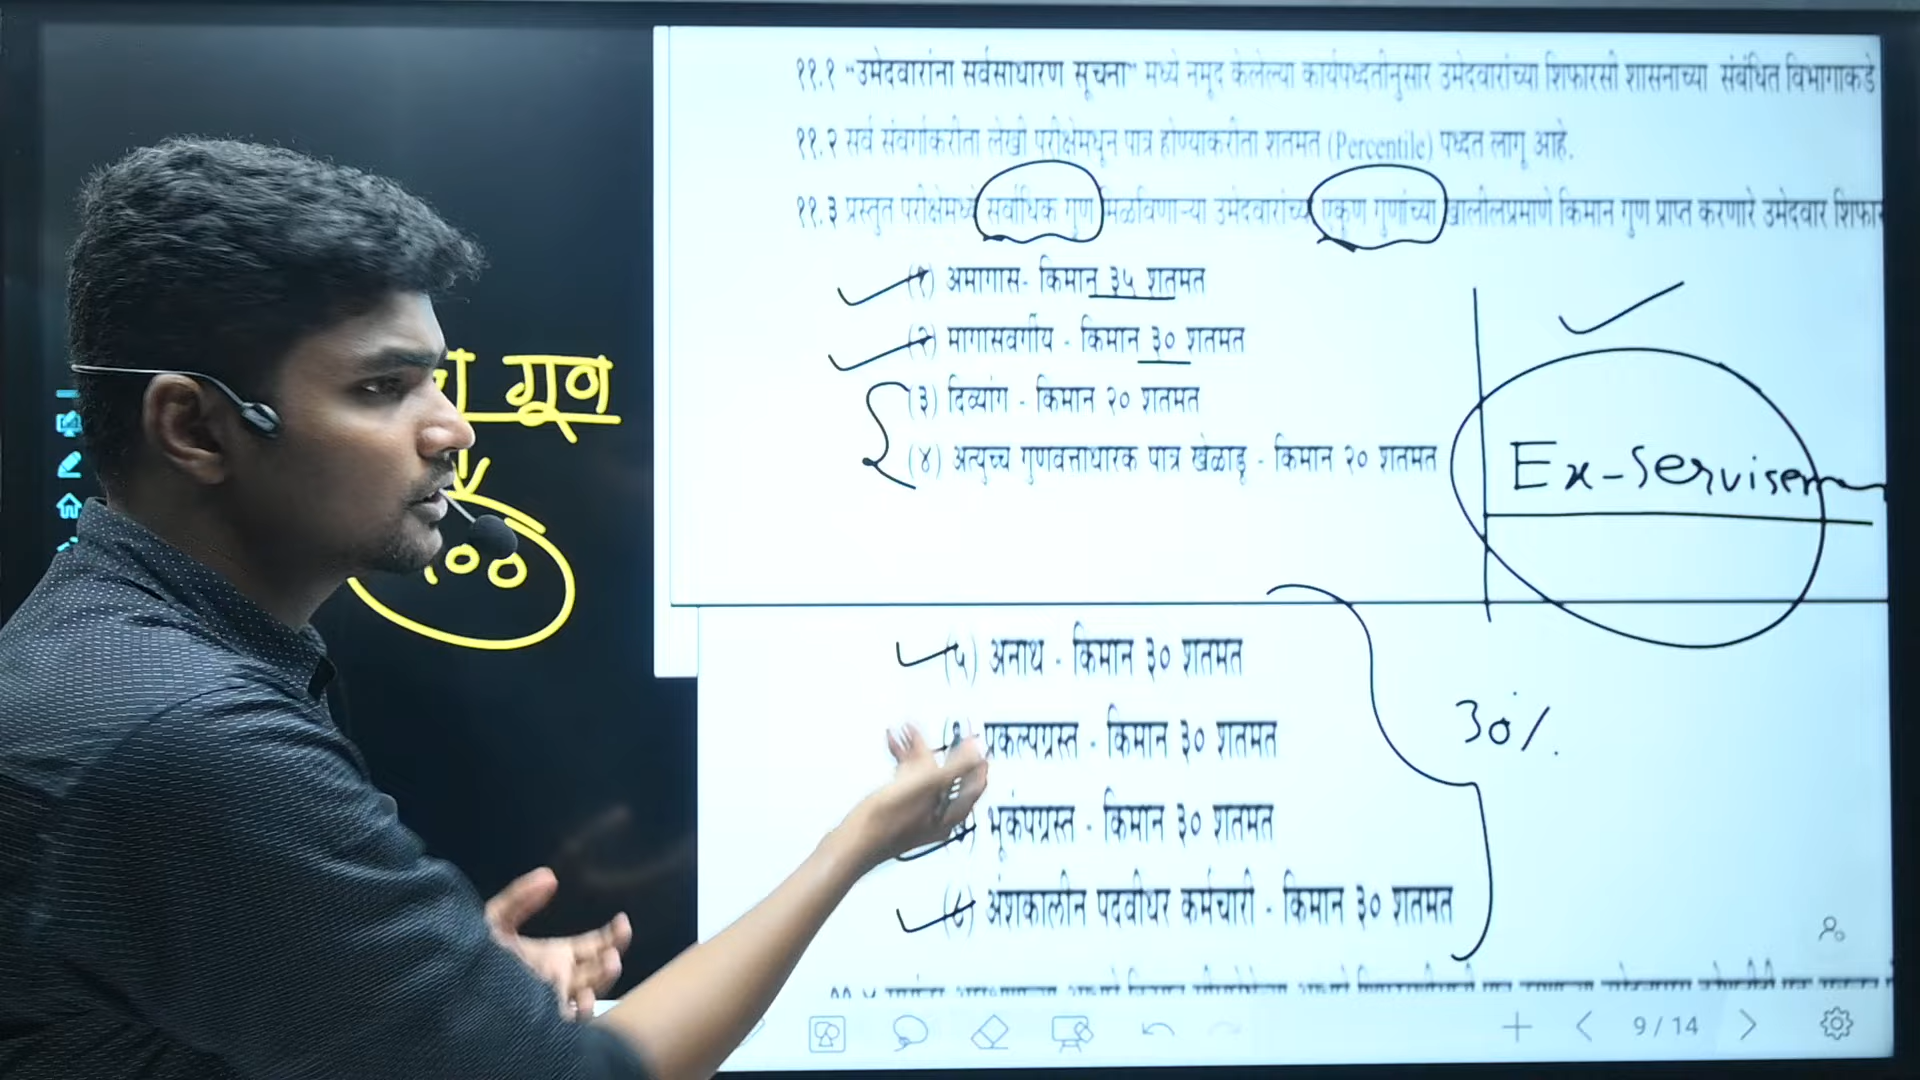 ११.१ "उमेदवारांना सर्वसाधारण सूचना" मध्ये नमूद केलेल्या कार्यपध्दतीनुसार उमेदवारांच्या शिफारसी शासनाच्या संबंधित विभागाकडे
११.२ सर्व संवर्गाकरीता लेखी परीक्षेमधून पात्र होण्याकरीता शतमत (Percentile) पध्दत लागू आहे.
११.३ प्रस्तुत परीक्षेमध्ये सर्वाधिक गुण मिळविणाऱ्या उमेदवारांच्या एकूण गुणांच्या खालीलप्रमाणे किमान गुण प्राप्त करणारे उमेदवार
(१) अमागास- किमान ३५ शतमत
(२) मागासवर्गीय - किमान ३० शतमत
(३) दिव्यांग - किमान २० शतमत
(४) अत्युच्च गुणवत्ताधारक पात्र खेळाडू - किमान २० शतमत
गुण
Ex-Servisemen
(५) अनाथ - किमान ३० शतमत
(६) प्रकल्पग्रस्त - किमान ३० शतमत
30%.
(७) भूकंपग्रस्त - किमान ३० शतमत
(८) अंशकालीन पदवीधर कर्मचारी - किमान ३० शतमत
9 / 14